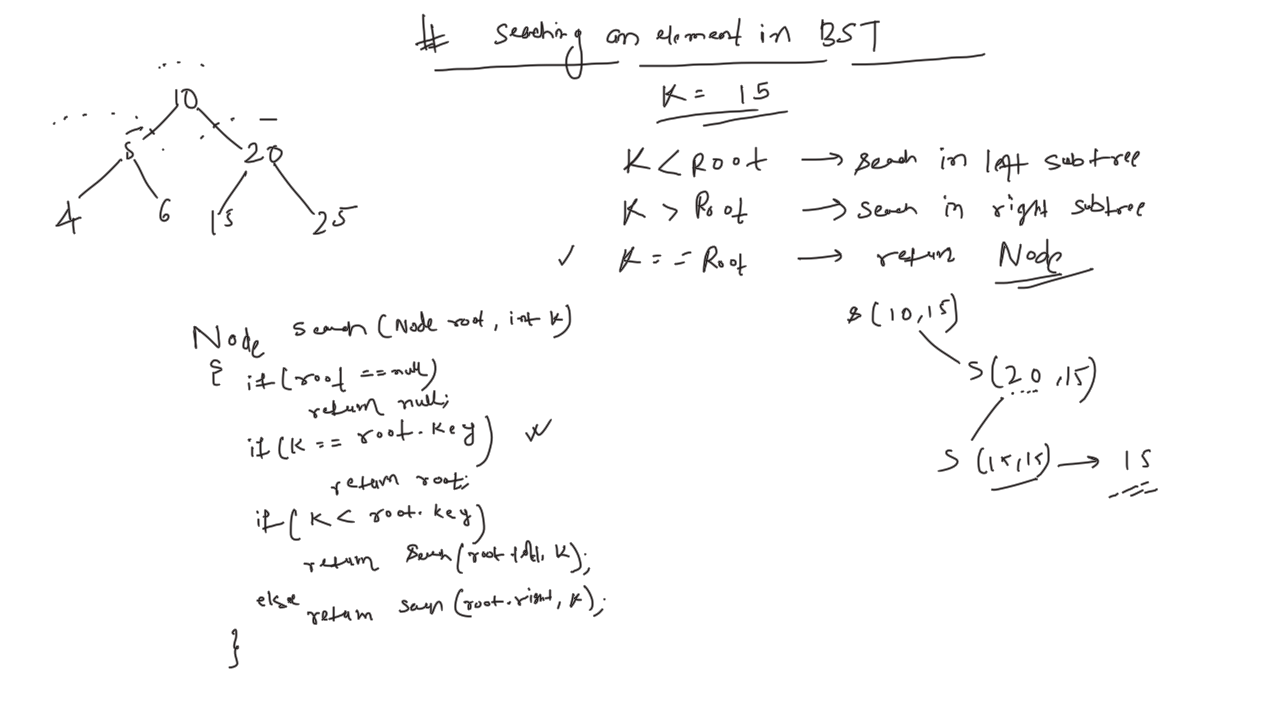 # Searching an element in BST
K = 15
10
5 20
4 6 15 25
K < Root → Search in left subtree
K > Root → Search in right subtree
✓ K == Root → return Node
Node search (Node root, int k)
{ if (root == null)
return null;
if (K == root.key) ✓
return root;
if (K < root.key)
return Search (root.left, K);
else return Search (root.right, K);
}
S (10,15)
S (20,15)
S (15,15) → 15